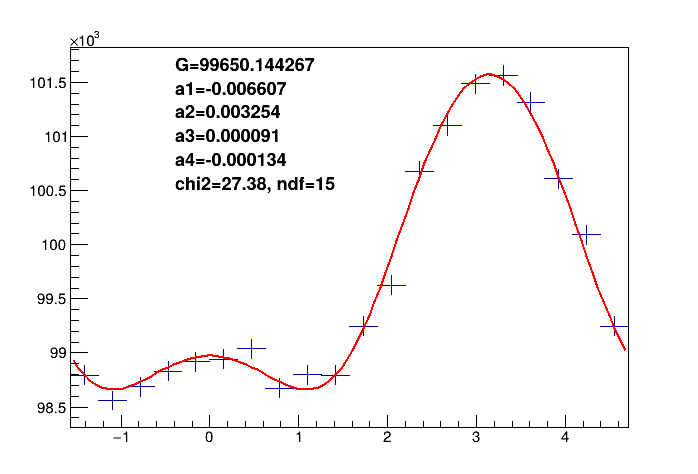 ×10³
G=99650.144267
a1=-0.006607
a2=0.003254
a3=0.000091
a4=-0.000134
chi2=27.38, ndf=15
101.5
101
100.5
100
99.5
99
98.5
−1 0 1 2 3 4